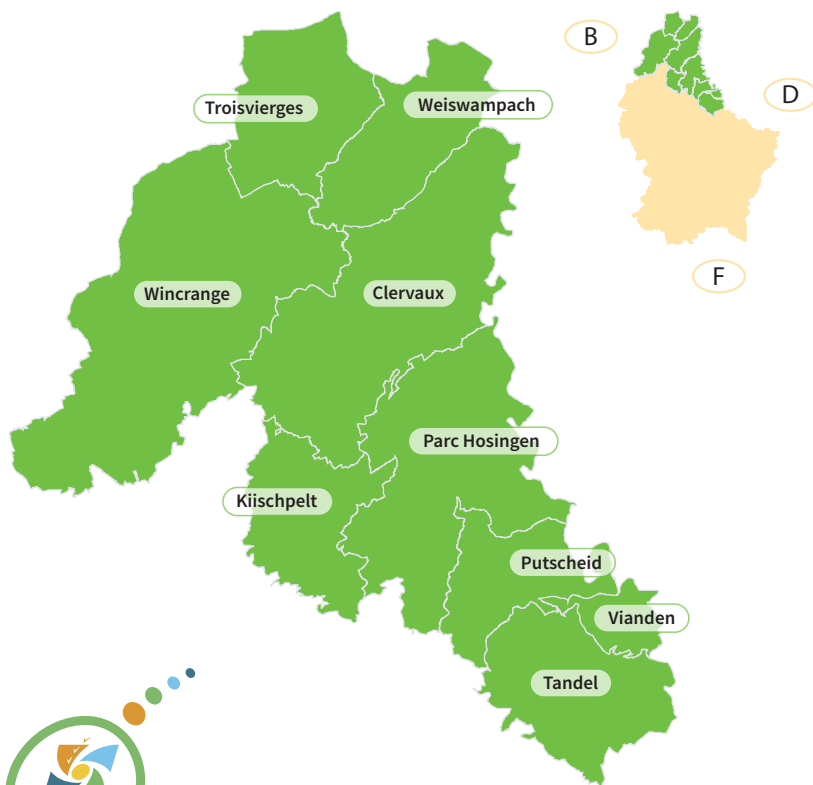 B
D
F
Troisvierges
Weiswampach
Wincrange
Clervaux
Parc Hosingen
Kiischpelt
Putscheid
Vianden
Tandel